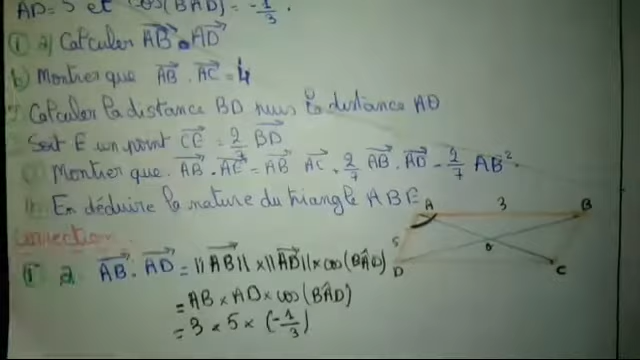 AD = 5 et cos(BÂD) = -1/3.
① a) Calculer AB . AD
b) Montrer que AB . AC = 4
Calculer la distance BD puis la distance AO
Soit E un point CE = 2/7 BD
Montrer que AB . AE = AB AC + 2/7 AB . AD - 2/7 AB².
En déduire la nature du triangle ABE
Correction
① a. AB . AD = ||AB|| × ||AD|| × cos(BÂD)
= AB × AD × cos(BÂD)
= 3 × 5 × (-1/3)
A 3 B
5
O
D C